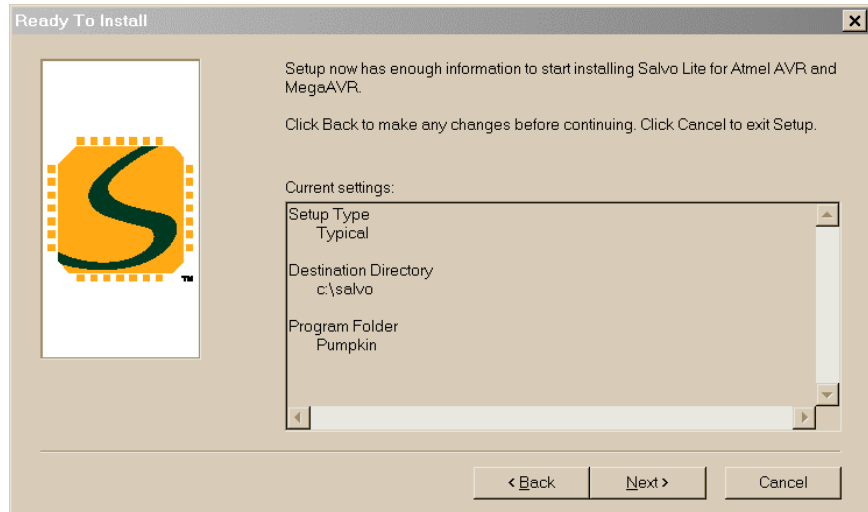 Ready To Install
Setup now has enough information to start installing Salvo Lite for Atmel AVR and
MegaAVR.
Click Back to make any changes before continuing. Click Cancel to exit Setup.
Current settings:
Setup Type
Typical
Destination Directory
c:\salvo
Program Folder
Pumpkin
TM
< Back
Next >
Cancel